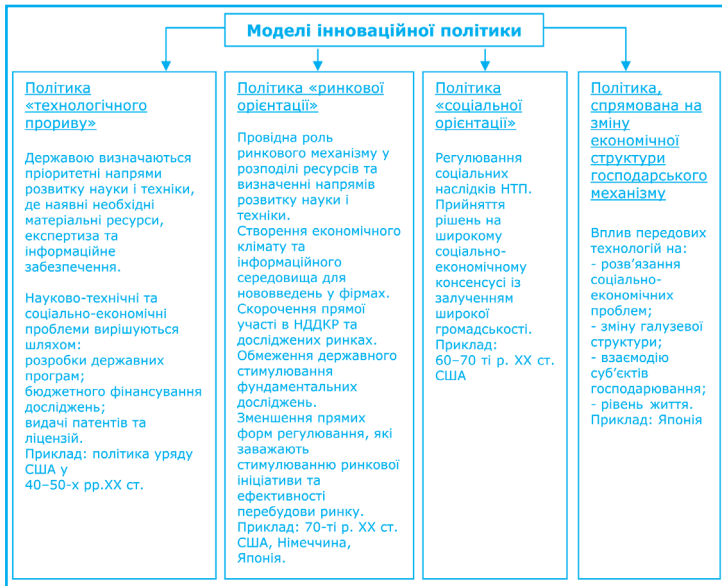 Моделі інноваційної політики
Політика
«технологічного
прориву»
Державою визначаються
пріоритетні напрями
розвитку науки і техніки,
де наявні необхідні
матеріальні ресурси,
експертиза та
інформаційне
забезпечення.
Науково-технічні та
соціально-економічні
проблеми вирішуються
шляхом:
розробки державних
програм;
бюджетного фінансування
досліджень;
видачі патентів та
ліцензій.
Приклад: політика уряду
США у
40–50-х рр.XX ст.
Політика «ринкової
орієнтації»
Провідна роль
ринкового механізму у
розподілі ресурсів та
визначенні напрямів
розвитку науки і
техніки.
Створення економічного
клімату та
інформаційного
середовища для
нововведень у фірмах.
Скорочення прямої
участі в НДДКР та
досліджених ринках.
Обмеження державного
стимулювання
фундаментальних
досліджень.
Зменшення прямих
форм регулювання, які
заважають
стимулюванню ринкової
ініціативи та
ефективності
перебудови ринку.
Приклад: 70-ті р. XX ст.
США, Німеччина,
Японія.
Політика
«соціальної
орієнтації»
Регулювання
соціальних
наслідків НТП.
Прийняття
рішень на
широкому
соціально-
економічному
консенсусі із
залученням
широкої
громадськості.
Приклад:
60–70 ті р. XX ст.
США
Політика,
спрямована на
зміну
економічної
структури
господарського
механізму
Вплив передових
технологій на:
- розв’язання
соціально-
економічних
проблем;
- зміну галузевої
структури;
- взаємодію
суб’єктів
господарювання;
- рівень життя.
Приклад: Японія